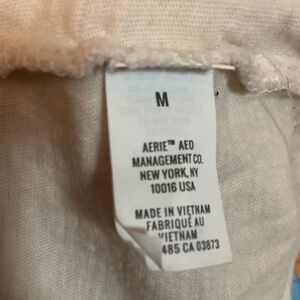 M
AERIE™ AEO
MANAGEMENT CO.
NEW YORK, NY
10016 USA
MADE IN VIETNAM
FABRIQUÉ AU
VIETNAM
485 CA 03873